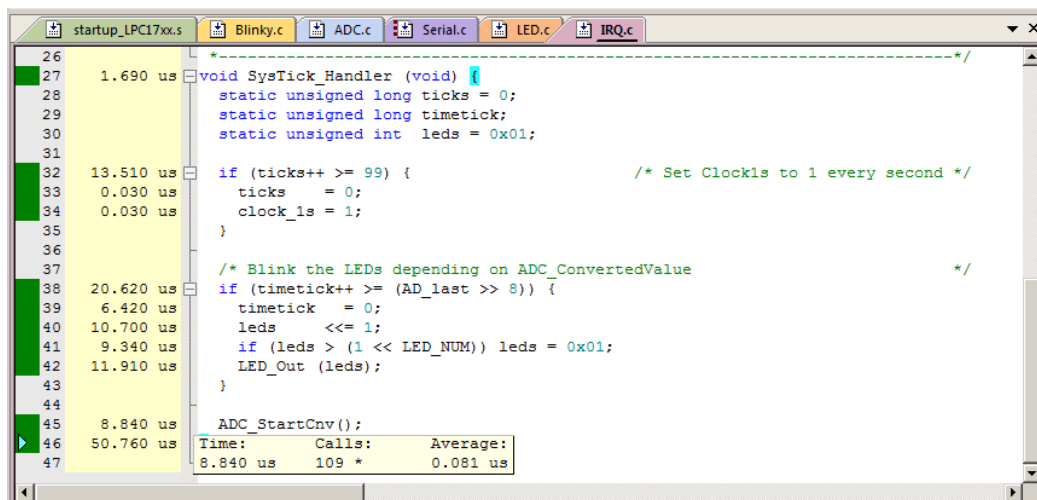 startup_LPC17xx.s Blinky.c ADC.c Serial.c LED.c IRQ.c
26 *----------------------------------------------------------------------------*/
27 1.690 us void SysTick_Handler (void) {
28 static unsigned long ticks = 0;
29 static unsigned long timetick;
30 static unsigned int leds = 0x01;
31
32 13.510 us if (ticks++ >= 99) { /* Set Clock1s to 1 every second */
33 0.030 us ticks = 0;
34 0.030 us clock_1s = 1;
35 }
36
37 /* Blink the LEDs depending on ADC_ConvertedValue */
38 20.620 us if (timetick++ >= (AD_last >> 8)) {
39 6.420 us timetick = 0;
40 10.700 us leds <<= 1;
41 9.340 us if (leds > (1 << LED_NUM)) leds = 0x01;
42 11.910 us LED_Out (leds);
43 }
44
45 8.840 us ADC_StartCnv();
46 50.760 us Time: Calls: Average:
47 8.840 us 109 * 0.081 us